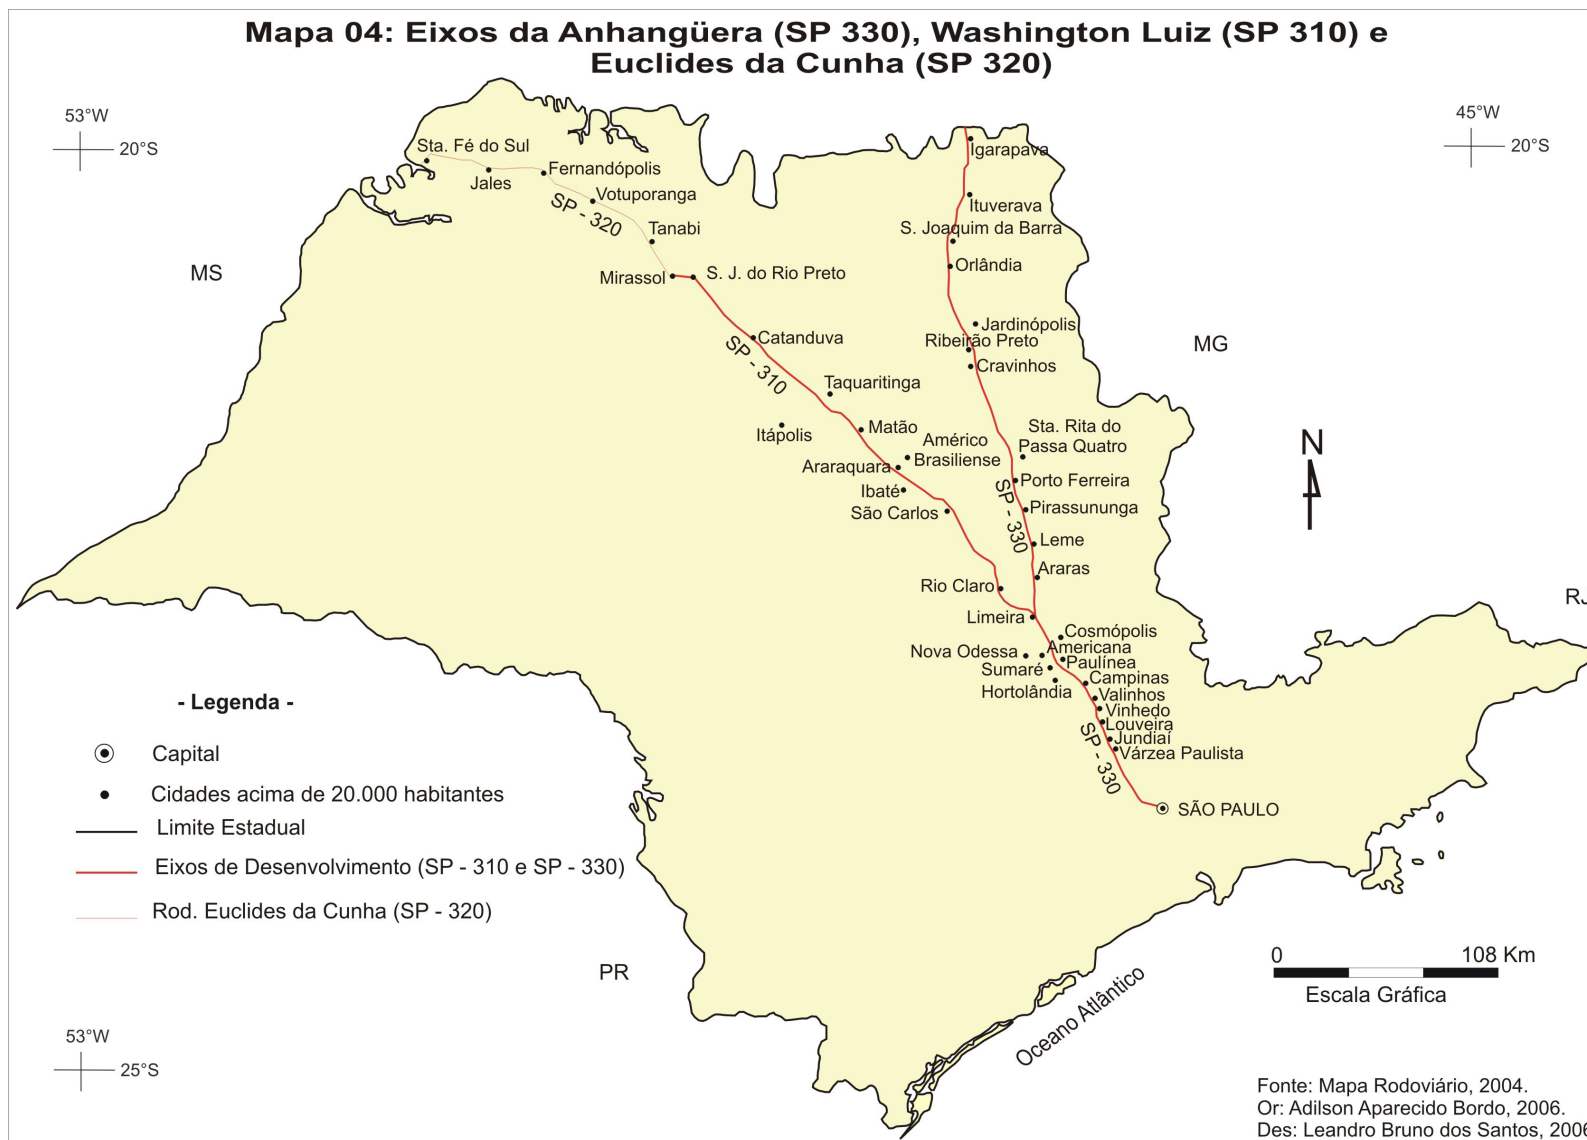 Mapa 04: Eixos da Anhangüera (SP 330), Washington Luiz (SP 310) e
Euclides da Cunha (SP 320)
53°W
20°S
45°W
20°S
Sta. Fé do Sul
Jales
Fernandópolis
Votuporanga
SP - 320
Tanabi
Mirassol
S. J. do Rio Preto
Igarapava
Ituverava
S. Joaquim da Barra
Orlândia
MS
MG
Jardinópolis
Ribeirão Preto
Cravinhos
Catanduva
SP - 310
Taquaritinga
Itápolis
Matão
Américo
Brasiliense
Araraquara
Ibaté
São Carlos
Sta. Rita do
Passa Quatro
Porto Ferreira
SP - 330
Pirassununga
Leme
Araras
Rio Claro
Limeira
N
RJ
Cosmópolis
Americana
Nova Odessa
Paulínea
Sumaré
Campinas
Hortolândia
Valinhos
Vinhedo
Louveira
Jundiaí
Várzea Paulista
SP - 330
SÃO PAULO
- Legenda -
Capital
Cidades acima de 20.000 habitantes
Limite Estadual
Eixos de Desenvolvimento (SP - 310 e SP - 330)
Rod. Euclides da Cunha (SP - 320)
PR
Oceano Atlântico
0 108 Km
Escala Gráfica
53°W
25°S
Fonte: Mapa Rodoviário, 2004.
Or: Adilson Aparecido Bordo, 2006.
Des: Leandro Bruno dos Santos, 2006